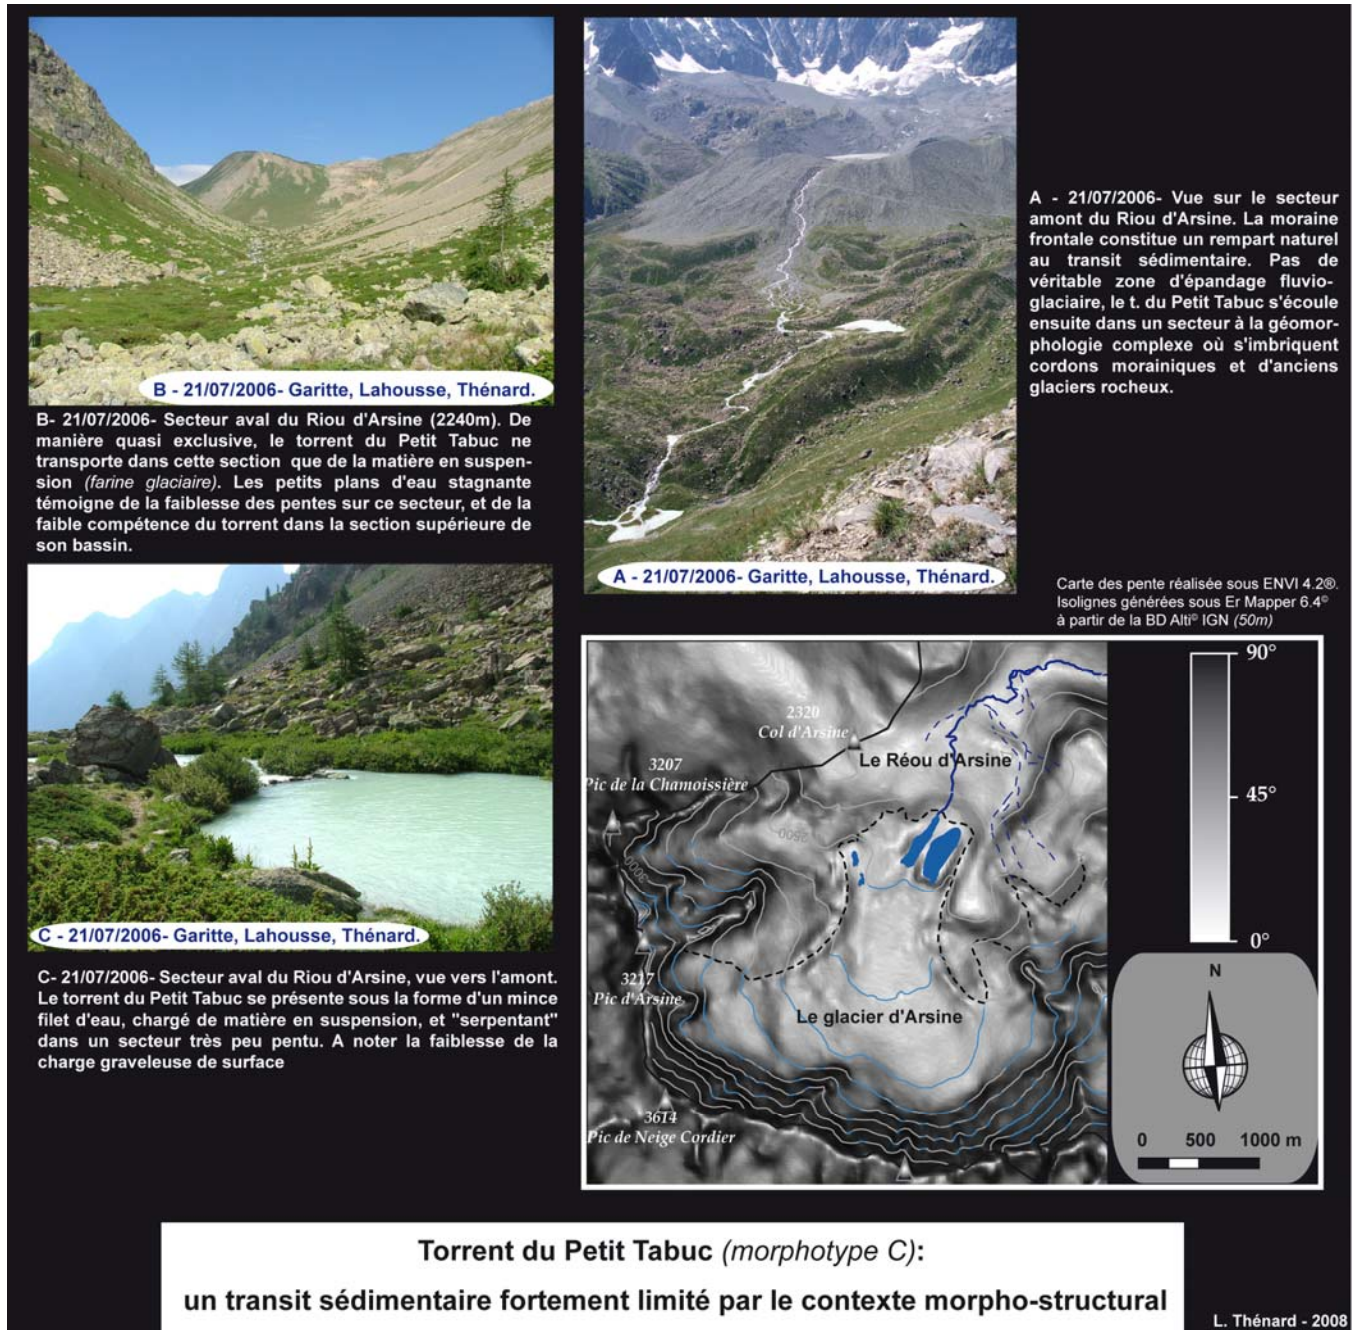 B - 21/07/2006- Garitte, Lahousse, Thénard.
B- 21/07/2006- Secteur aval du Riou d'Arsine (2240m). De
manière quasi exclusive, le torrent du Petit Tabuc ne
transporte dans cette section que de la matière en suspen-
sion (farine glaciaire). Les petits plans d'eau stagnante
témoigne de la faiblesse des pentes sur ce secteur, et de la
faible compétence du torrent dans la section supérieure de
son bassin.
A - 21/07/2006- Garitte, Lahousse, Thénard.
A - 21/07/2006- Vue sur le secteur
amont du Riou d'Arsine. La moraine
frontale constitue un rempart naturel
au transit sédimentaire. Pas de
véritable zone d'épandage fluvio-
glaciaire, le t. du Petit Tabuc s'écoule
ensuite dans un secteur à la géomor-
phologie complexe où s'imbriquent
cordons morainiques et d'anciens
glaciers rocheux.
C - 21/07/2006- Garitte, Lahousse, Thénard.
C- 21/07/2006- Secteur aval du Riou d'Arsine, vue vers l'amont.
Le torrent du Petit Tabuc se présente sous la forme d'un mince
filet d'eau, chargé de matière en suspension, et "serpentant"
dans un secteur très peu pentu. A noter la faiblesse de la
charge graveleuse de surface
Carte des pente réalisée sous ENVI 4.2®.
Isolignes générées sous Er Mapper 6.4©
à partir de la BD Alti© IGN (50m)
2320
Col d'Arsine
Le Réou d'Arsine
3207
Pic de la Chamoissière
2500
3000
3217
Pic d'Arsine
Le glacier d'Arsine
3614
Pic de Neige Cordier
90°
45°
0°
N
0 500 1000 m
Torrent du Petit Tabuc (morphotype C):
un transit sédimentaire fortement limité par le contexte morpho-structural
L. Thénard - 2008